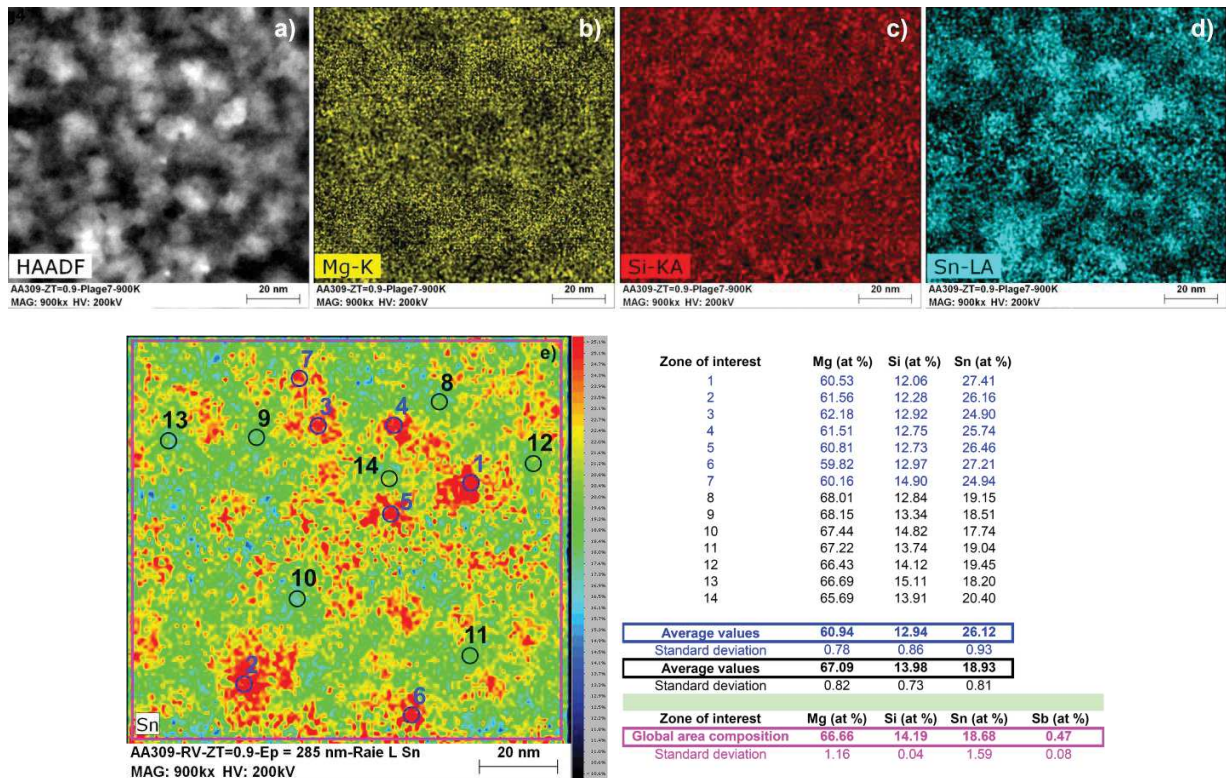 a)
b)
c)
d)
HAADF
Mg-K
Si-KA
Sn-LA
AA309-ZT=0.9-Plage7-900K
MAG: 900kx HV: 200kV
20 nm
AA309-ZT=0.9-Plage7-900K
MAG: 900kx HV: 200kV
20 nm
AA309-ZT=0.9-Plage7-900K
MAG: 900kx HV: 200kV
20 nm
AA309-ZT=0.9-Plage7-900K
MAG: 900kx HV: 200kV
20 nm
e)
7
8
3
4
13
9
12
14
1
5
10
11
2
6
Sn
AA309-RV-ZT=0.9-Ep = 285 nm-Raie L Sn
MAG: 900kx HV: 200kV
20 nm
Zone of interest Mg (at %) Si (at %) Sn (at %)
1 60.53 12.06 27.41
2 61.56 12.28 26.16
3 62.18 12.92 24.90
4 61.51 12.75 25.74
5 60.81 12.73 26.46
6 59.82 12.97 27.21
7 60.16 14.90 24.94
8 68.01 12.84 19.15
9 68.15 13.34 18.51
10 67.44 14.82 17.74
11 67.22 13.74 19.04
12 66.43 14.12 19.45
13 66.69 15.11 18.20
14 65.69 13.91 20.40
Average values 60.94 12.94 26.12
Standard deviation 0.78 0.86 0.93
Average values 67.09 13.98 18.93
Standard deviation 0.82 0.73 0.81
Zone of interest Mg (at %) Si (at %) Sn (at %) Sb (at %)
Global area composition 66.66 14.19 18.68 0.47
Standard deviation 1.16 0.04 1.59 0.08